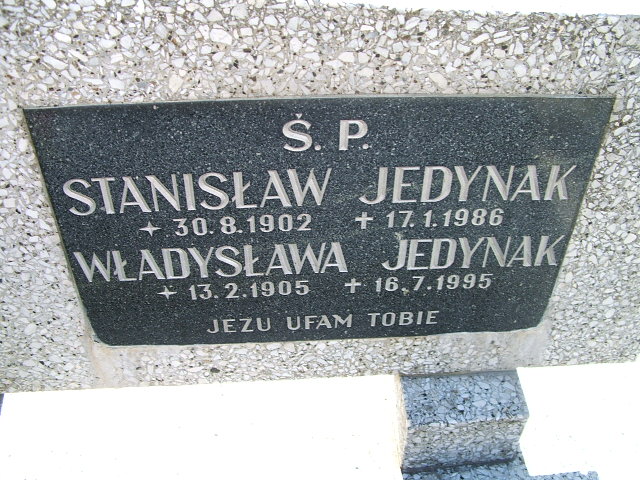 Ś. P.
STANISŁAW JEDYNAK
✦ 30.8.1902 ✝ 17.1.1986
WŁADYSŁAWA JEDYNAK
✦ 13.2.1905 ✝ 16.7.1995
JEZU UFAM TOBIE